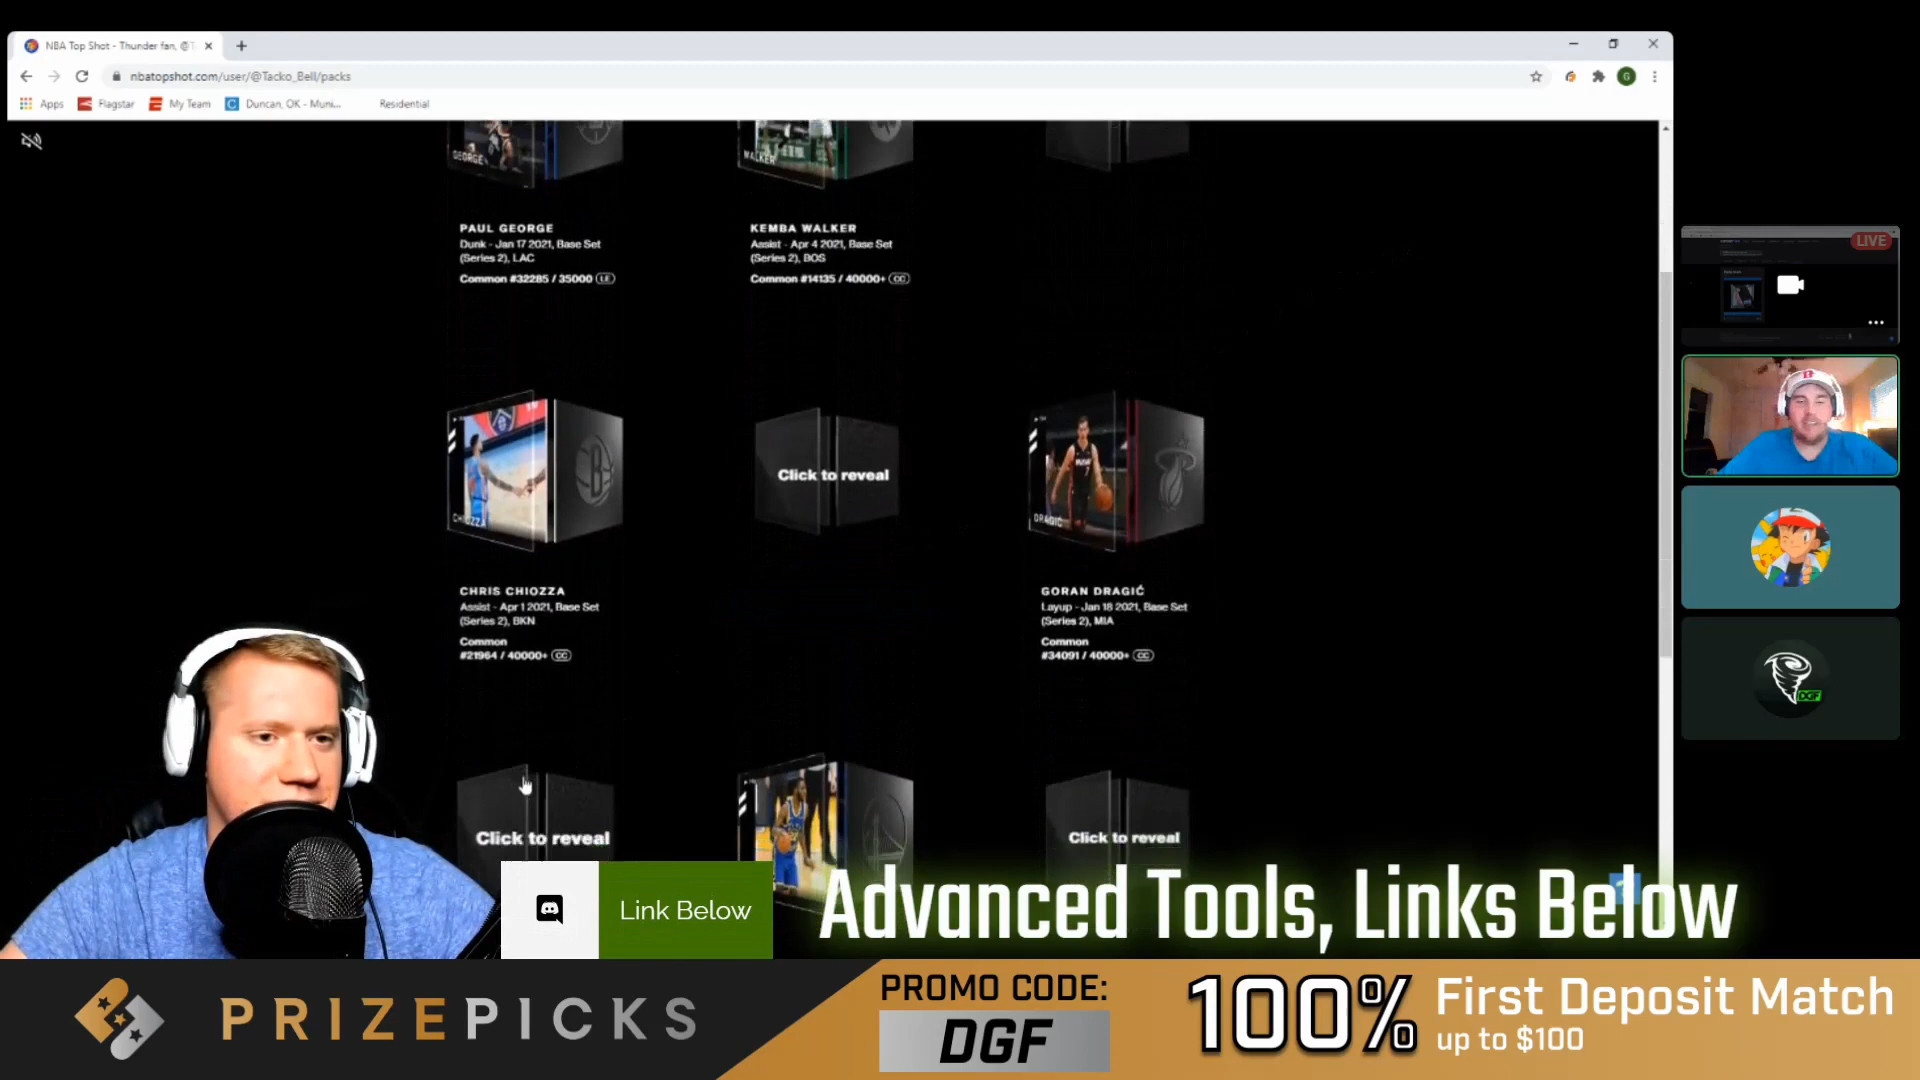 NBA Top Shot - Thunder fan, @T
nbatopshot.com/user/@Tacko_Bell/packs
G
Apps
Flagstar
My Team
Duncan, OK - Muni...
Residential
GEORGE
WALKER
PAUL GEORGE
Dunk - Jan 17 2021, Base Set
(Series 2), LAC
Common #32285 / 35000 LE
KEMBA WALKER
Assist - Apr 4 2021, Base Set
(Series 2), BOS
Common #14135 / 40000+ CC
LIVE
CHIOZZA
Click to reveal
DRAGIĆ
CHRIS CHIOZZA
Assist - Apr 1 2021, Base Set
(Series 2), BKN
Common
#21964 / 40000+ CC
GORAN DRAGIĆ
Layup - Jan 18 2021, Base Set
(Series 2), MIA
Common
#34091 / 40000+ CC
DGF
Click to reveal
Click to reveal
Link Below
Advanced Tools, Links Below
PRIZEPICKS
PROMO CODE:
DGF
100%
First Deposit Match
up to $100